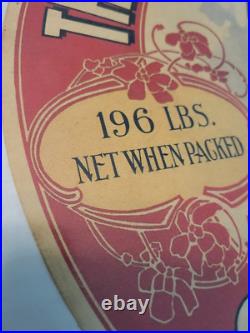 196 LBS.
NET WHEN PACKED